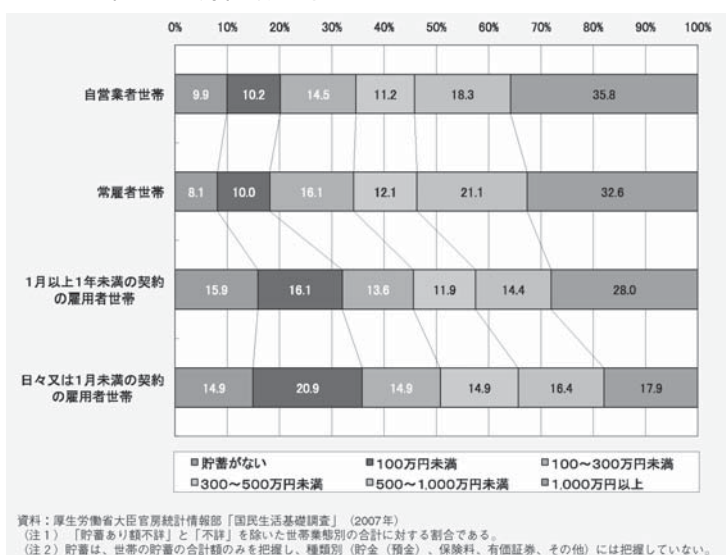 0% 10% 20% 30% 40% 50% 60% 70% 80% 90% 100%
自営業者世帯 9.9 10.2 14.5 11.2 18.3 35.8
常雇者世帯 8.1 10.0 16.1 12.1 21.1 32.6
1月以上1年未満の契約
の雇用者世帯 15.9 16.1 13.6 11.9 14.4 28.0
日々又は1月未満の契約
の雇用者世帯 14.9 20.9 14.9 14.9 16.4 17.9
貯蓄がない 100万円未満 100~300万円未満
300~500万円未満 500~1,000万円未満 1,000万円以上
資料:厚生労働省大臣官房統計情報部「国民生活基礎調査」(2007年)
(注1) 「貯蓄あり額不詳」と「不詳」を除いた世帯業態別の合計に対する割合である。
(注2)貯蓄は、世帯の貯蓄の合計額のみを把握し、種類別(貯金(預金)、保険料、有価証券、その他)には把握していない。